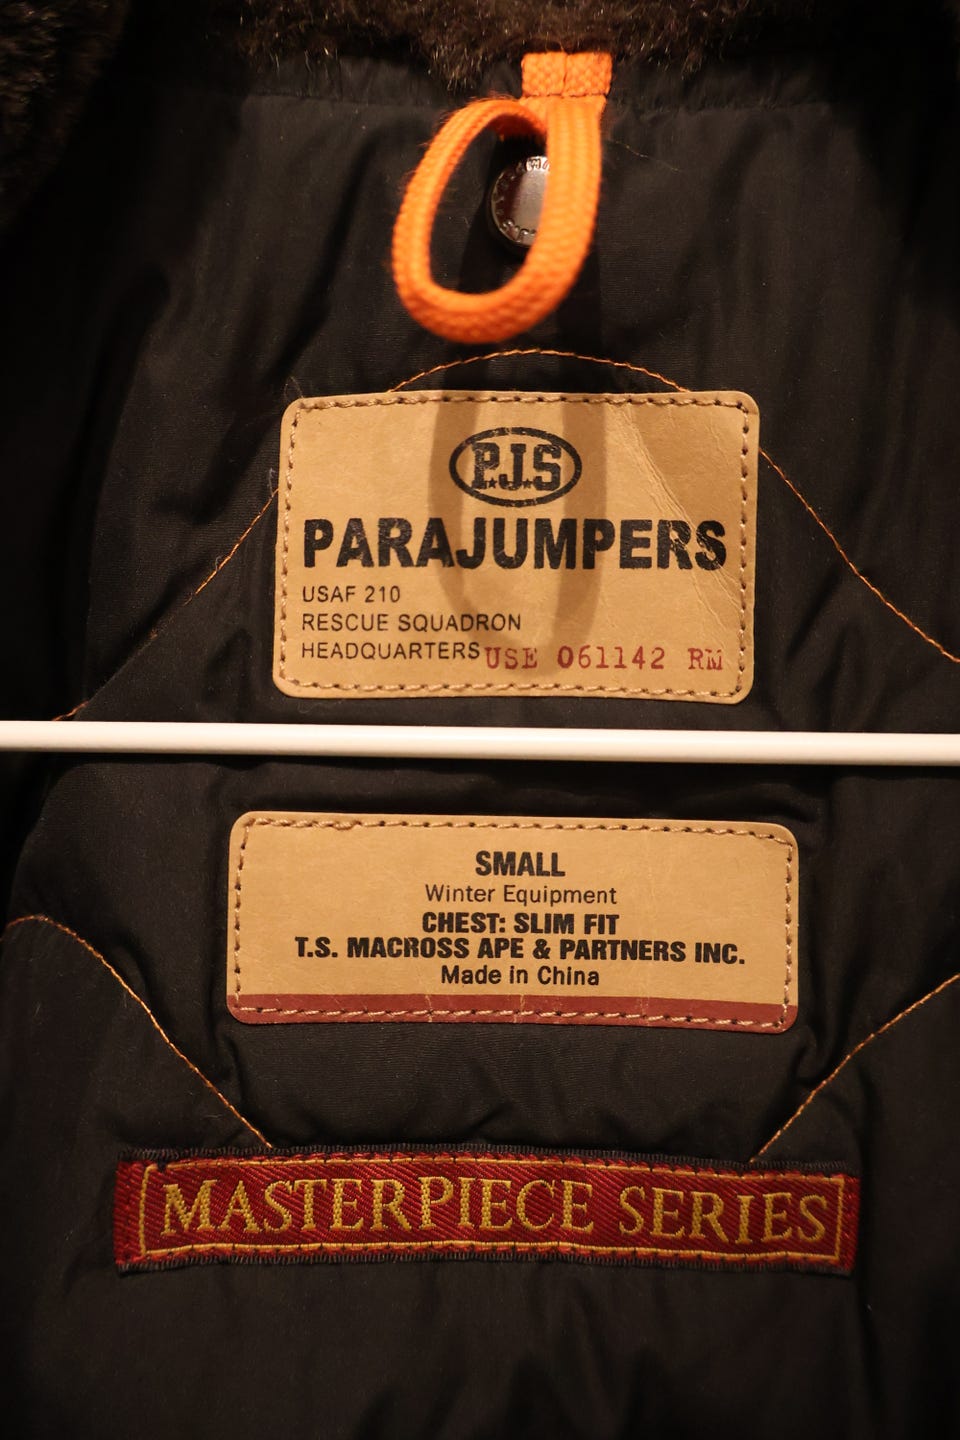 P.J.S
PARAJUMPERS
USAF 210
RESCUE SQUADRON
HEADQUARTERS USE 061142 RM
SMALL
Winter Equipment
CHEST: SLIM FIT
T.S. MACROSS APE & PARTNERS INC.
Made in China
MASTERPIECE SERIES